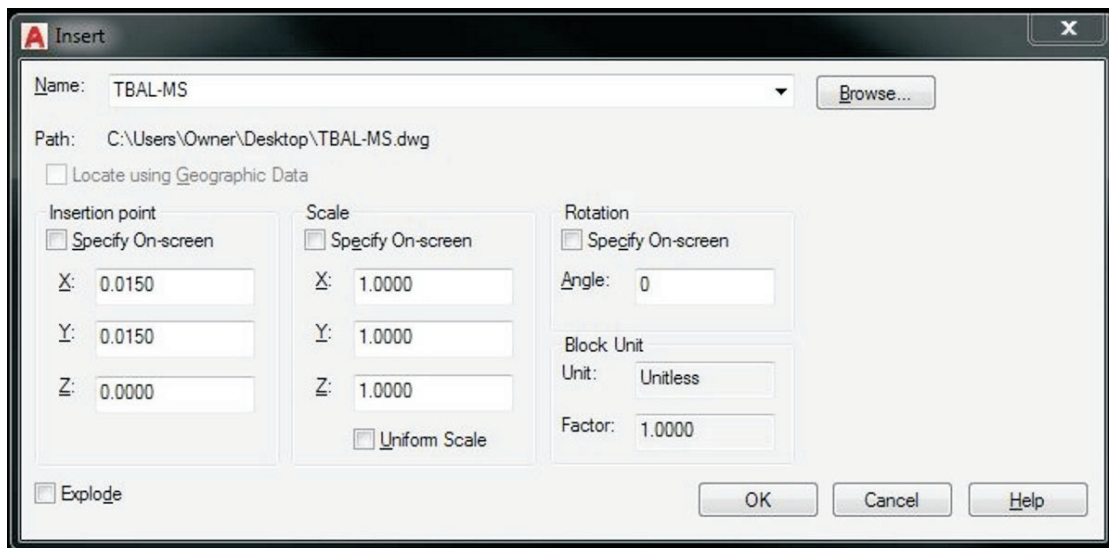 Insert
Name: TBAL-MS Browse...
Path: C:\Users\Owner\Desktop\TBAL-MS.dwg
Locate using Geographic Data
Insertion point
Specify On-screen
X: 0.0150
Y: 0.0150
Z: 0.0000
Scale
Specify On-screen
X: 1.0000
Y: 1.0000
Z: 1.0000
Uniform Scale
Rotation
Specify On-screen
Angle: 0
Block Unit
Unit: Unitless
Factor: 1.0000
Explode
OK Cancel Help